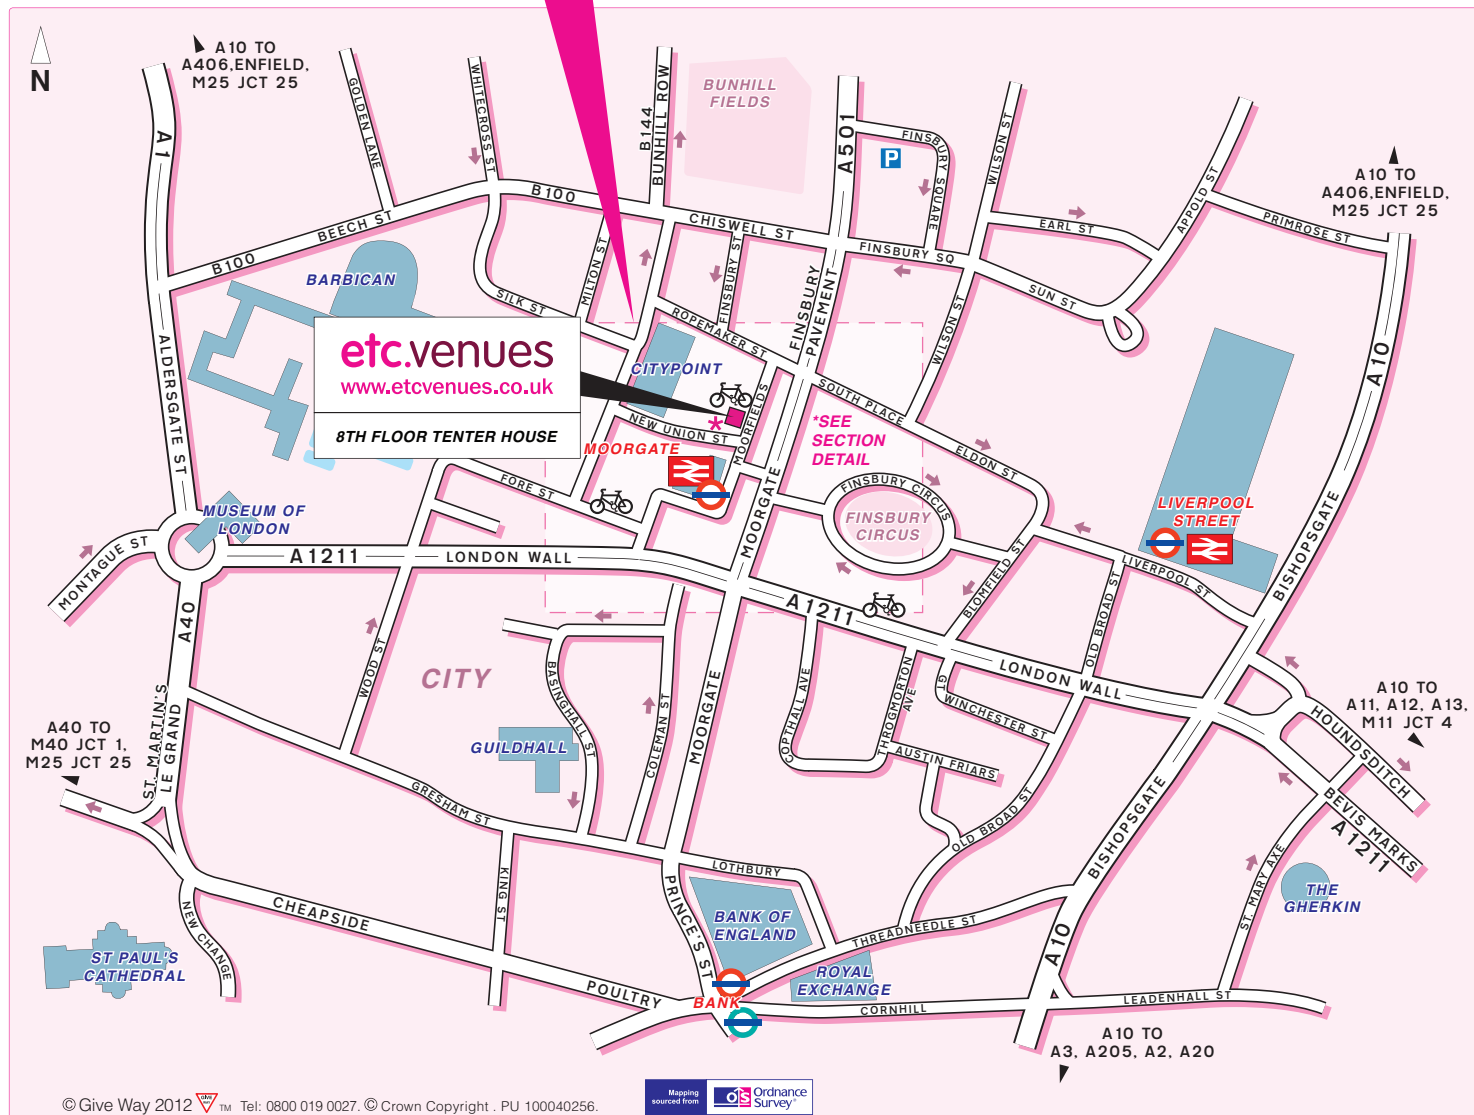 N
A10 TO
A406,ENFIELD,
M25 JCT 25
A1
GOLDEN LANE
WHITECROSS ST
B144
BUNHILL ROW
BUNHILL
FIELDS
A501
FINSBURY
SQUARE
P
WILSON ST
EARL ST
APPOLD ST
PRIMROSE ST
A10 TO
A406,ENFIELD,
M25 JCT 25
B100
BEECH ST
B100
CHISWELL ST
FINSBURY SQ
SUN ST
BARBICAN
SILK ST
MILTON ST
FINSBURY ST
ROPEMAKER ST
FINSBURY
PAVEMENT
WILSON ST
A10
ALDERSGATE ST
etc.venues
www.etcvenues.co.uk
8TH FLOOR TENTER HOUSE
CITYPOINT
*
NEW UNION ST
MOORFIELDS
SOUTH PLACE
*SEE
SECTION
DETAIL
ELDON ST
MOORGATE
FORE ST
MOORGATE
FINSBURY CIRCUS
FINSBURY
CIRCUS
LIVERPOOL
STREET
BISHOPSGATE
MUSEUM OF
LONDON
MONTAGUE ST
A1211
LONDON WALL
A1211
BLOMFIELD ST
LIVERPOOL ST
OLD BROAD ST
A40
WOOD ST
CITY
BASINGHALL ST
COLEMAN ST
MOORGATE
COPTHALL AVE
THROGMORTON
AVE
GT
WINCHESTER ST
AUSTIN FRIARS
LONDON WALL
A10 TO
A11, A12, A13,
M11 JCT 4
HOUNDSDITCH
BEVIS MARKS
A1211
A40 TO
M40 JCT 1,
M25 JCT 25
ST. MARTIN'S
LE GRAND
GUILDHALL
GRESHAM ST
OLD BROAD ST
BISHOPSGATE
ST. MARY AXE
THE
GHERKIN
KING ST
LOTHBURY
PRINCE'S ST
BANK OF
ENGLAND
THREADNEEDLE ST
CHEAPSIDE
NEW CHANGE
ST PAUL'S
CATHEDRAL
POULTRY
BANK
ROYAL
EXCHANGE
CORNHILL
A10
LEADENHALL ST
A10 TO
A3, A205, A2, A20
© Give Way 2012 give way TM Tel: 0800 019 0027. © Crown Copyright . PU 100040256.
Mapping
sourced from
OS Ordnance
Survey®